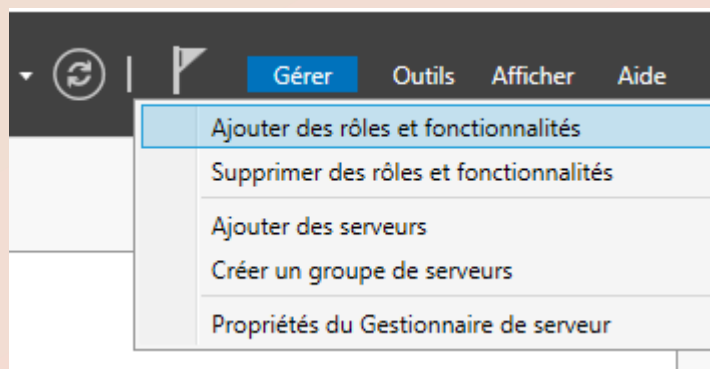 Gérer Outils Afficher Aide
Ajouter des rôles et fonctionnalités
Supprimer des rôles et fonctionnalités
Ajouter des serveurs
Créer un groupe de serveurs
Propriétés du Gestionnaire de serveur